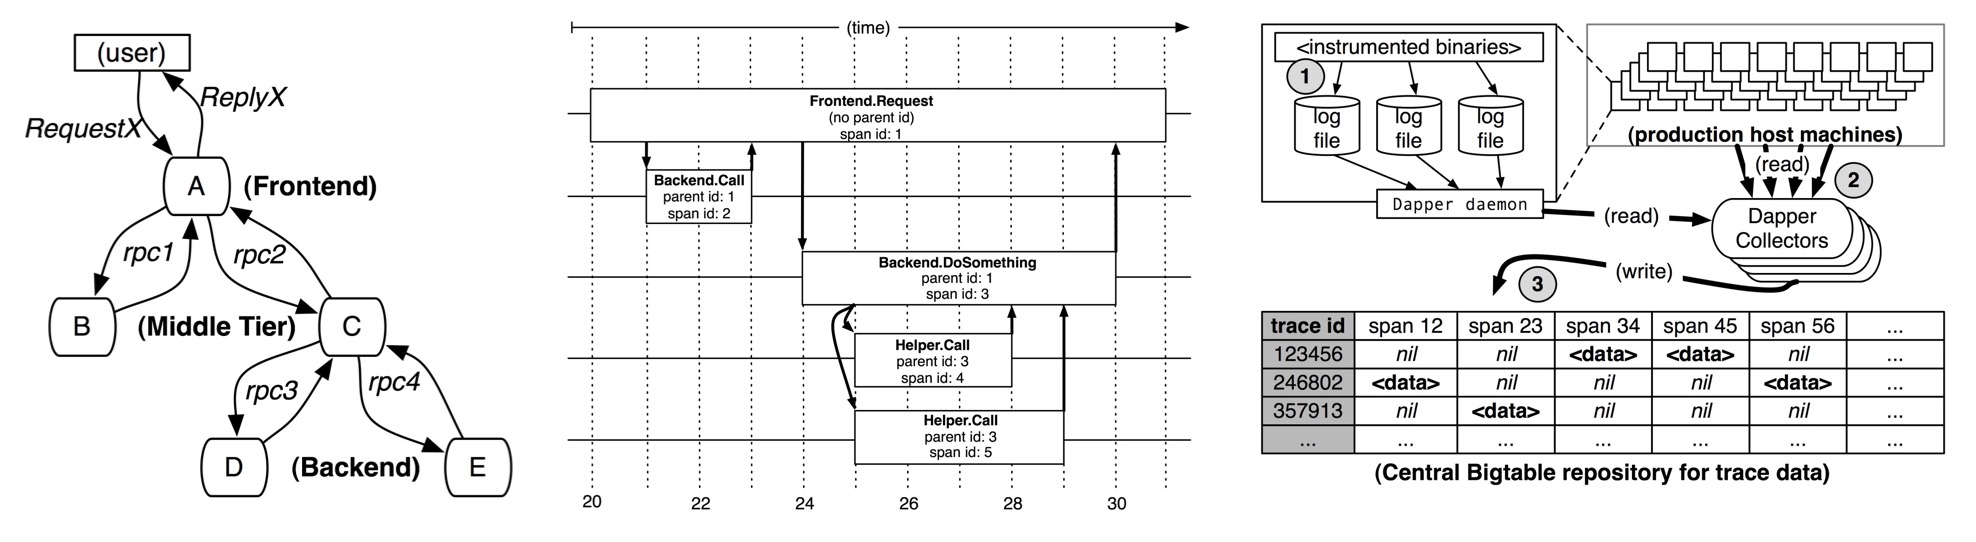 (user)
ReplyX
RequestX
A
(Frontend)
rpc1
rpc2
B
(Middle Tier)
C
rpc3
rpc4
D
(Backend)
E
(time)
Frontend.Request
(no parent id)
span id: 1
Backend.Call
parent id: 1
span id: 2
Backend.DoSomething
parent id: 1
span id: 3
Helper.Call
parent id: 3
span id: 4
Helper.Call
parent id: 3
span id: 5
20 22 24 26 28 30
<instrumented binaries>
1
log file
log file
log file
Dapper daemon
(production host machines)
(read)
2
(read)
Dapper
Collectors
(write)
3
trace id span 12 span 23 span 34 span 45 span 56 ...
123456 nil nil <data> <data> nil ...
246802 <data> nil nil nil <data> ...
357913 nil <data> nil nil nil ...
... ... ... ... ... ... ...
(Central Bigtable repository for trace data)